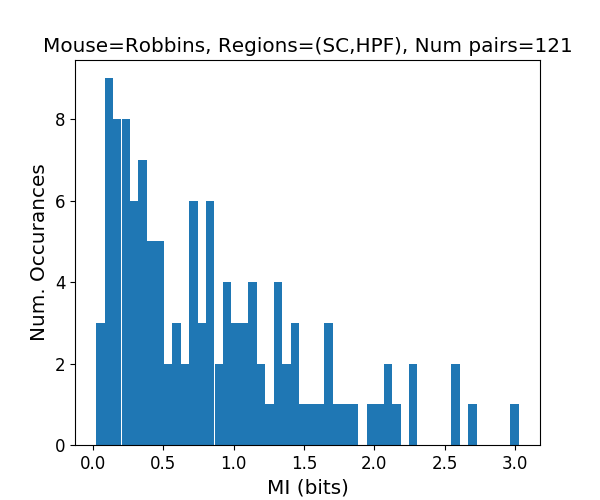 Mouse=Robbins, Regions=(SC,HPF), Num pairs=121
8
6
4
2
0
Num. Occurances
0.0 0.5 1.0 1.5 2.0 2.5 3.0
MI (bits)